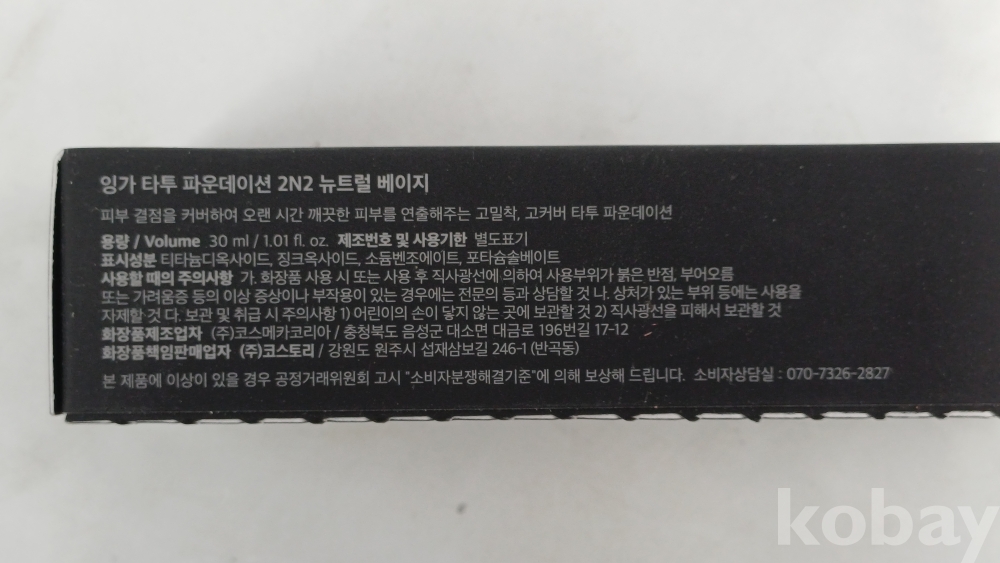 잉가 타투 파운데이션 2N2 뉴트럴 베이지
피부 결점을 커버하여 오랜 시간 깨끗한 피부를 연출해주는 고밀착, 고커버 타투 파운데이션
용량 / Volume 30 ml / 1.01 fl. oz. 제조번호 및 사용기한 별도표기
표시성분 티타늄디옥사이드, 징크옥사이드, 소듐벤조에이트, 포타슘솔베이트
사용할 때의 주의사항 가. 화장품 사용 시 또는 사용 후 직사광선에 의하여 사용부위가 붉은 반점, 부어오름
또는 가려움증 등의 이상 증상이나 부작용이 있는 경우에는 전문의 등과 상담할 것 나. 상처가 있는 부위 등에는 사용을
자제할 것 다. 보관 및 취급 시 주의사항 1) 어린이의 손이 닿지 않는 곳에 보관할 것 2) 직사광선을 피해서 보관할 것
화장품제조업자 (주)코스메카코리아 / 충청북도 음성군 대소면 대금로 196번길 17-12
화장품책임판매업자 (주)코스토리 / 강원도 원주시 섭재삼보길 246-1 (반곡동)
본 제품에 이상이 있을 경우 공정거래위원회 고시 "소비자분쟁해결기준"에 의해 보상해 드립니다. 소비자상담실 : 070-7326-2827
kobay